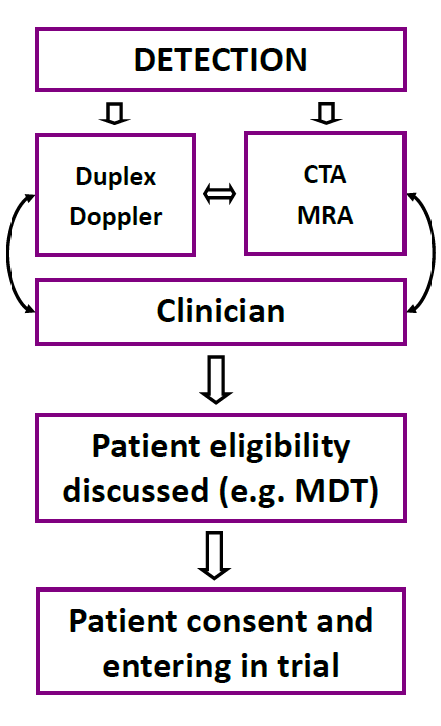 DETECTION
Duplex
Doppler
CTA
MRA
Clinician
Patient eligibility
discussed (e.g. MDT)
Patient consent and
entering in trial